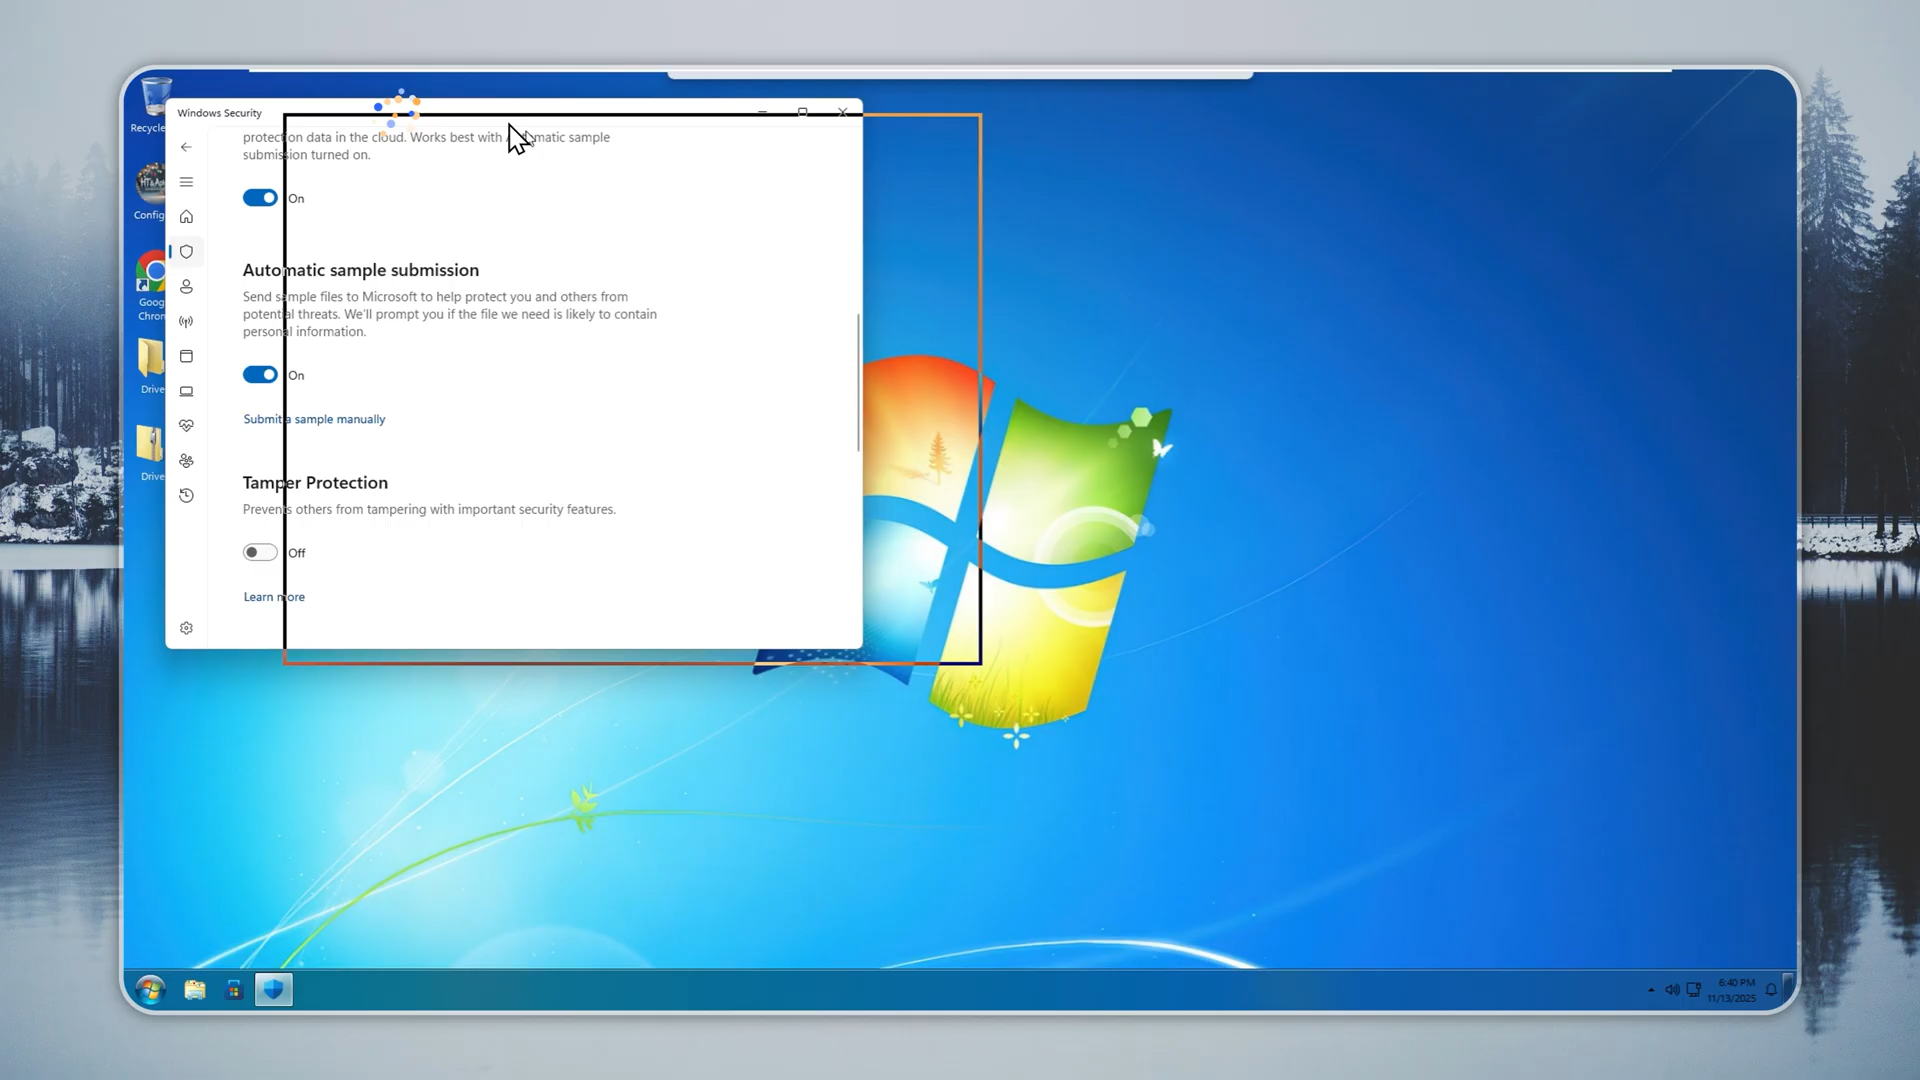 Recycle
Config
Goog
Chron
Drive
Drive
Windows Security
protection data in the cloud. Works best with Automatic sample
submission turned on.
On
Automatic sample submission
Send sample files to Microsoft to help protect you and others from
potential threats. We'll prompt you if the file we need is likely to contain
personal information.
On
Submit a sample manually
Tamper Protection
Prevents others from tampering with important security features.
Off
Learn more
6:40 PM
11/13/2025